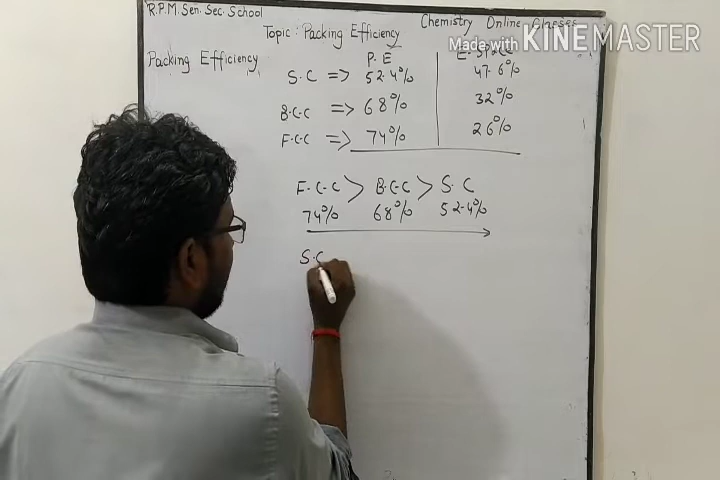 R.P.M. Sen. Sec. School
Chemistry Online Classes
Topic : Packing Efficiency
Made with KINEMASTER
Packing Efficiency
P. E
S. C => 52.4% 47.6%
B.C.C => 68% 32%
F.C.C => 74% 26%
F.C.C > B.C.C > S. C
74% 68% 52.4%
S.C